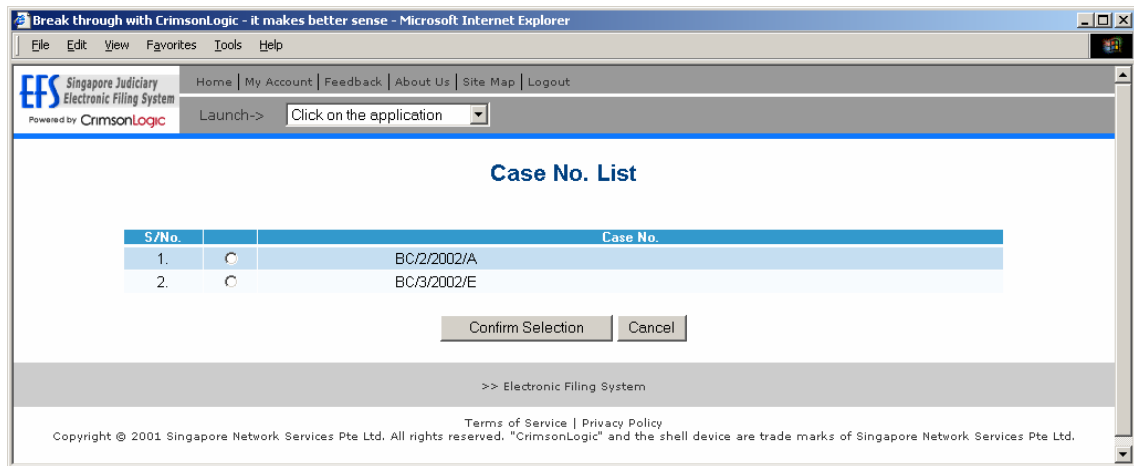 Break through with CrimsonLogic - it makes better sense - Microsoft Internet Explorer
File Edit View Favorites Tools Help
EFS Singapore Judiciary Electronic Filing System
Powered by CrimsonLogic
Home | My Account | Feedback | About Us | Site Map | Logout
Launch-> Click on the application
Case No. List
S/No. Case No.
1. BC/2/2002/A
2. BC/3/2002/E
Confirm Selection Cancel
>> Electronic Filing System
Terms of Service | Privacy Policy
Copyright © 2001 Singapore Network Services Pte Ltd. All rights reserved. "CrimsonLogic" and the shell device are trade marks of Singapore Network Services Pte Ltd.